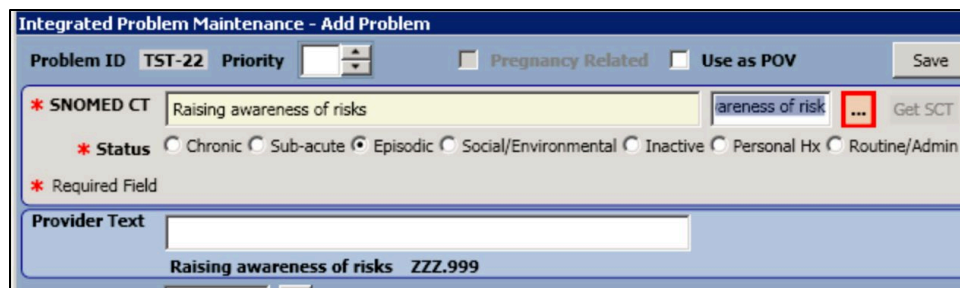 Integrated Problem Maintenance - Add Problem
Problem ID TST-22 Priority Pregnancy Related Use as POV Save
* SNOMED CT Raising awareness of risks areness of risk ... Get SCT
* Status Chronic Sub-acute Episodic Social/Environmental Inactive Personal Hx Routine/Admin
* Required Field
Provider Text
Raising awareness of risks ZZZ.999